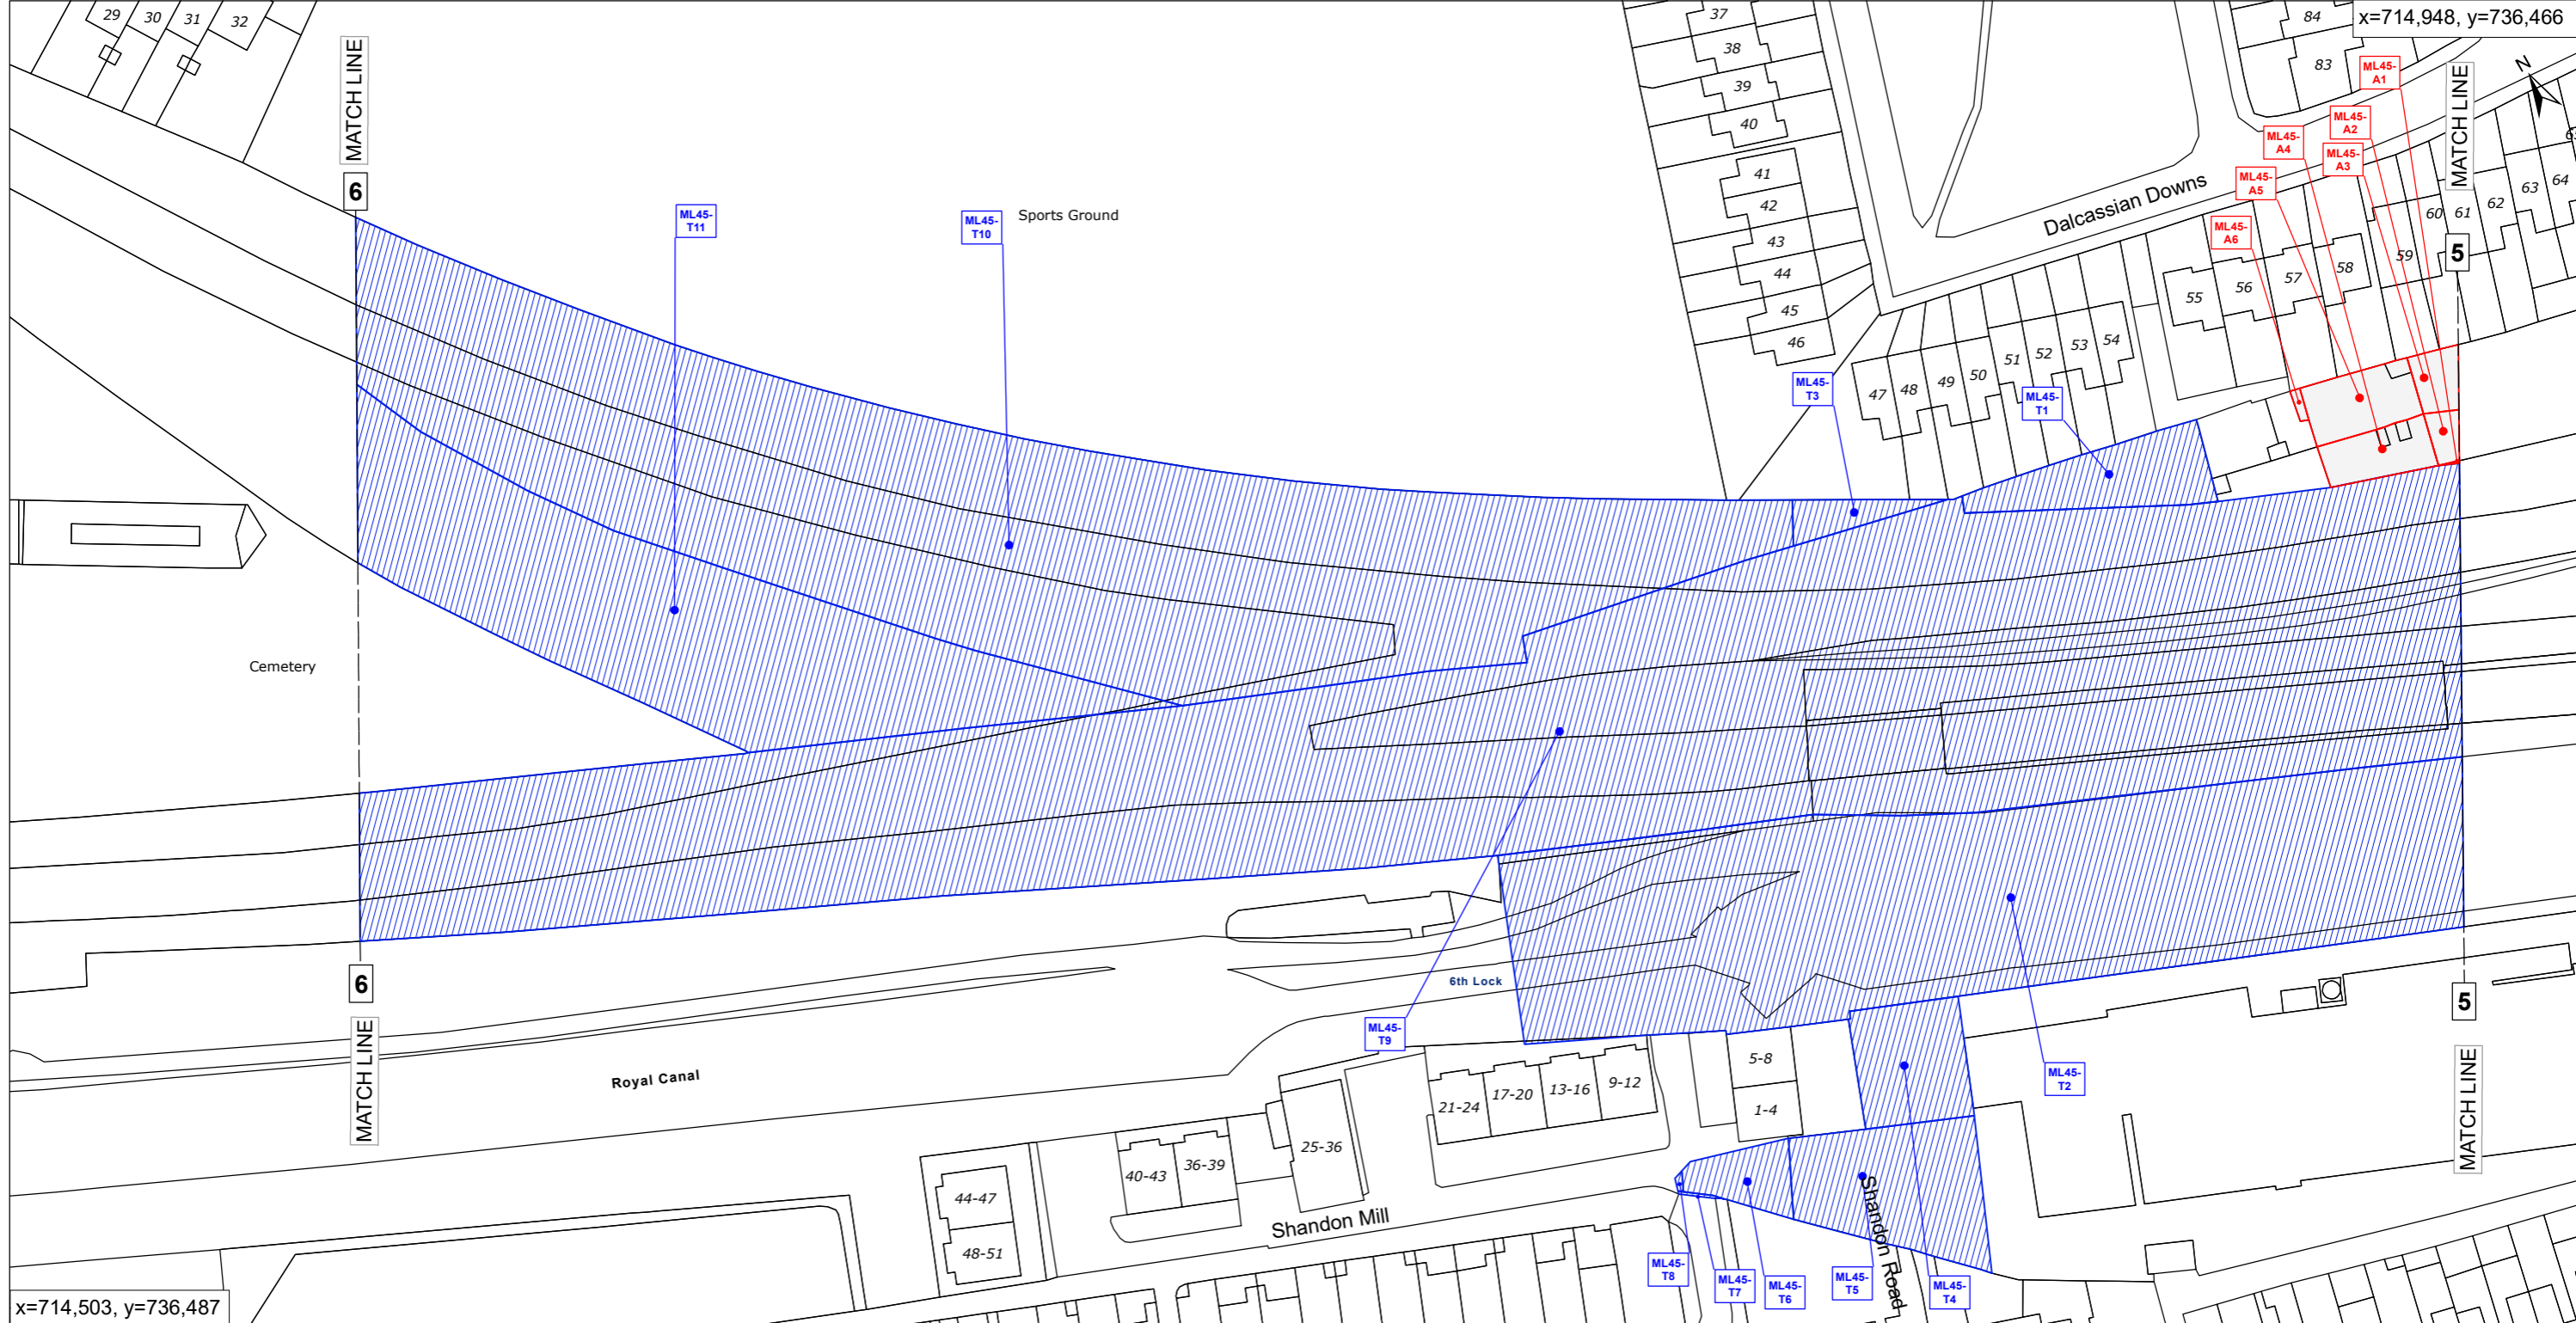 29
30
31
32
MATCH LINE
6
ML45-
T11
ML45-
T10
Sports Ground
37
38
39
40
41
42
43
44
45
46
84
83
x=714,948, y=736,466
N
MATCH LINE
5
ML45-
A1
ML45-
A2
ML45-
A4
ML45-
A3
ML45-
A5
ML45-
A6
Dalcassian Downs
60
61
62
63
64
59
58
57
56
55
54
53
52
51
50
49
48
47
ML45-
T3
ML45-
T1
Cemetery
6
MATCH LINE
Royal Canal
6th Lock
ML45-
T9
5
MATCH LINE
ML45-
T2
5-8
1-4
9-12
13-16
17-20
21-24
25-36
36-39
40-43
44-47
48-51
Shandon Mill
Shandon Road
ML45-
T8
ML45-
T7
ML45-
T6
ML45-
T5
ML45-
T4
x=714,503, y=736,487